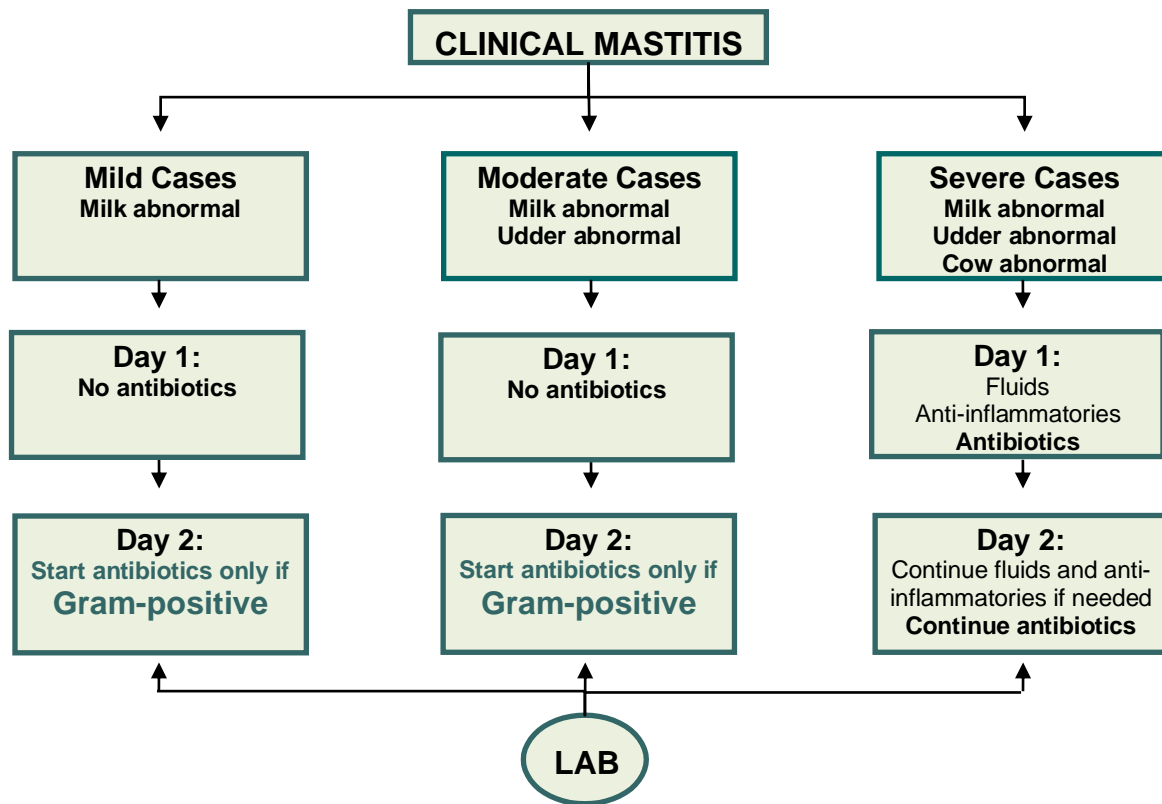 CLINICAL MASTITIS
Mild Cases
Milk abnormal
Moderate Cases
Milk abnormal
Udder abnormal
Severe Cases
Milk abnormal
Udder abnormal
Cow abnormal
Day 1:
No antibiotics
Day 1:
No antibiotics
Day 1:
Fluids
Anti-inflammatories
Antibiotics
Day 2:
Start antibiotics only if
Gram-positive
Day 2:
Start antibiotics only if
Gram-positive
Day 2:
Continue fluids and anti-
inflammatories if needed
Continue antibiotics
LAB